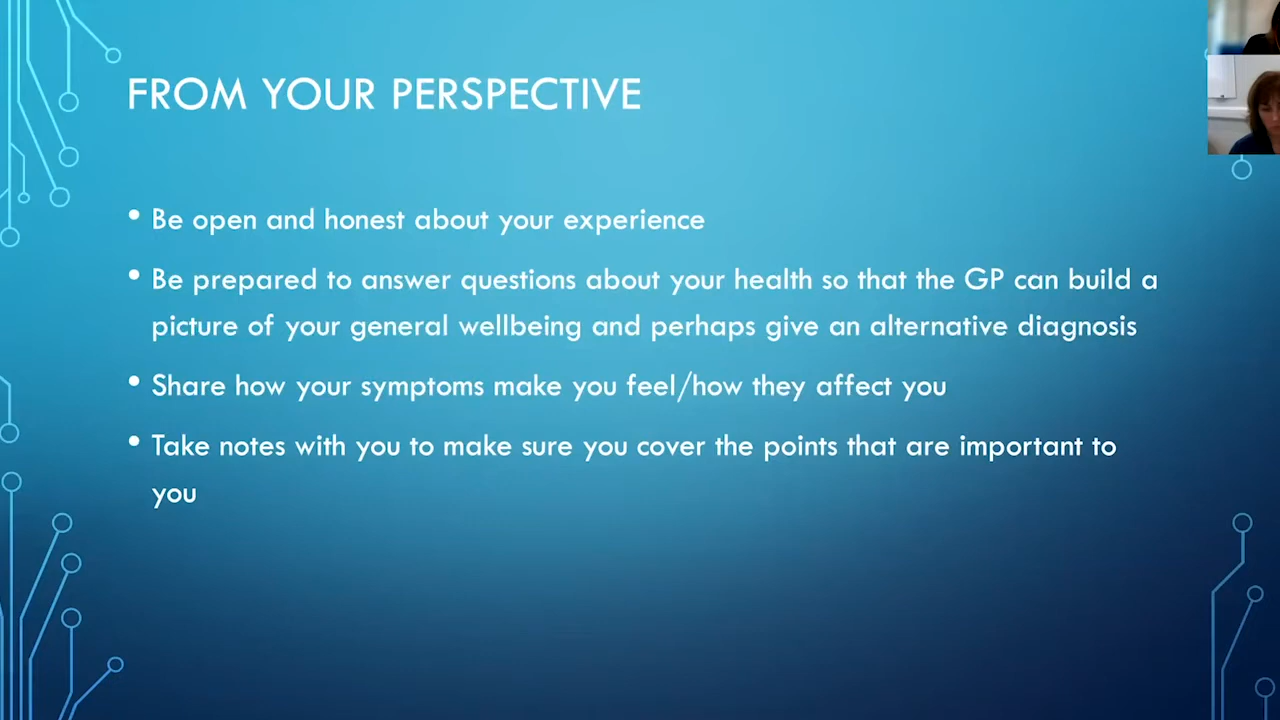 FROM YOUR PERSPECTIVE
• Be open and honest about your experience
• Be prepared to answer questions about your health so that the GP can build a
picture of your general wellbeing and perhaps give an alternative diagnosis
• Share how your symptoms make you feel/how they affect you
• Take notes with you to make sure you cover the points that are important to
you